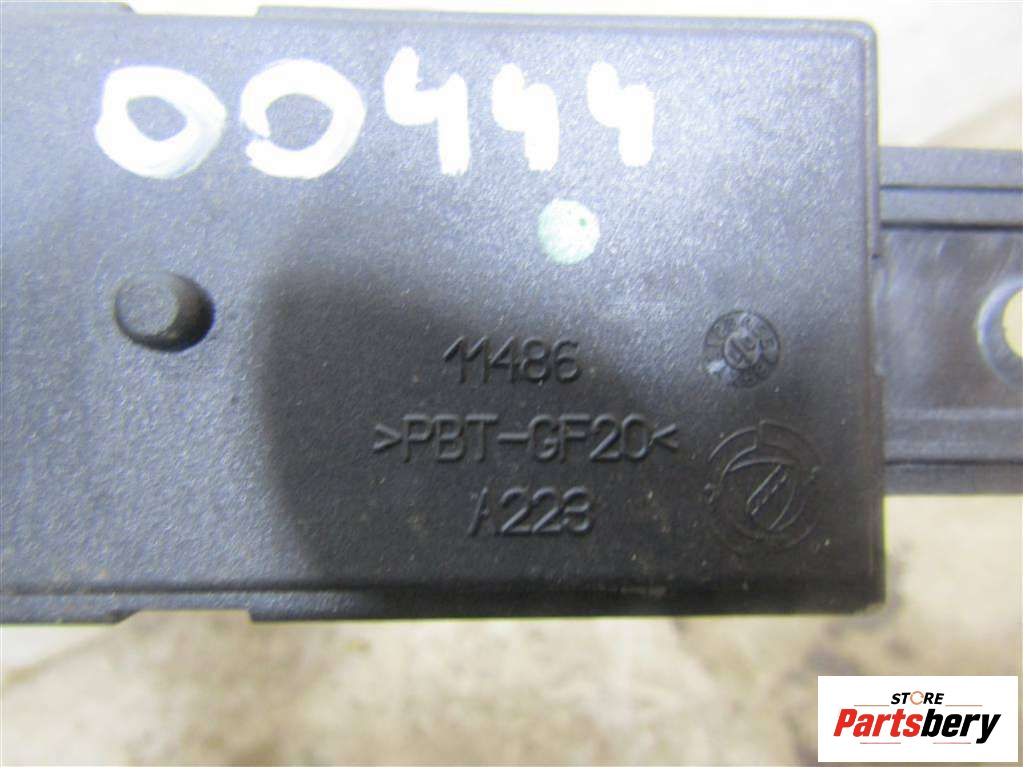 00444
11486
>PBT-GF20<
A223
STORE
Partsbery